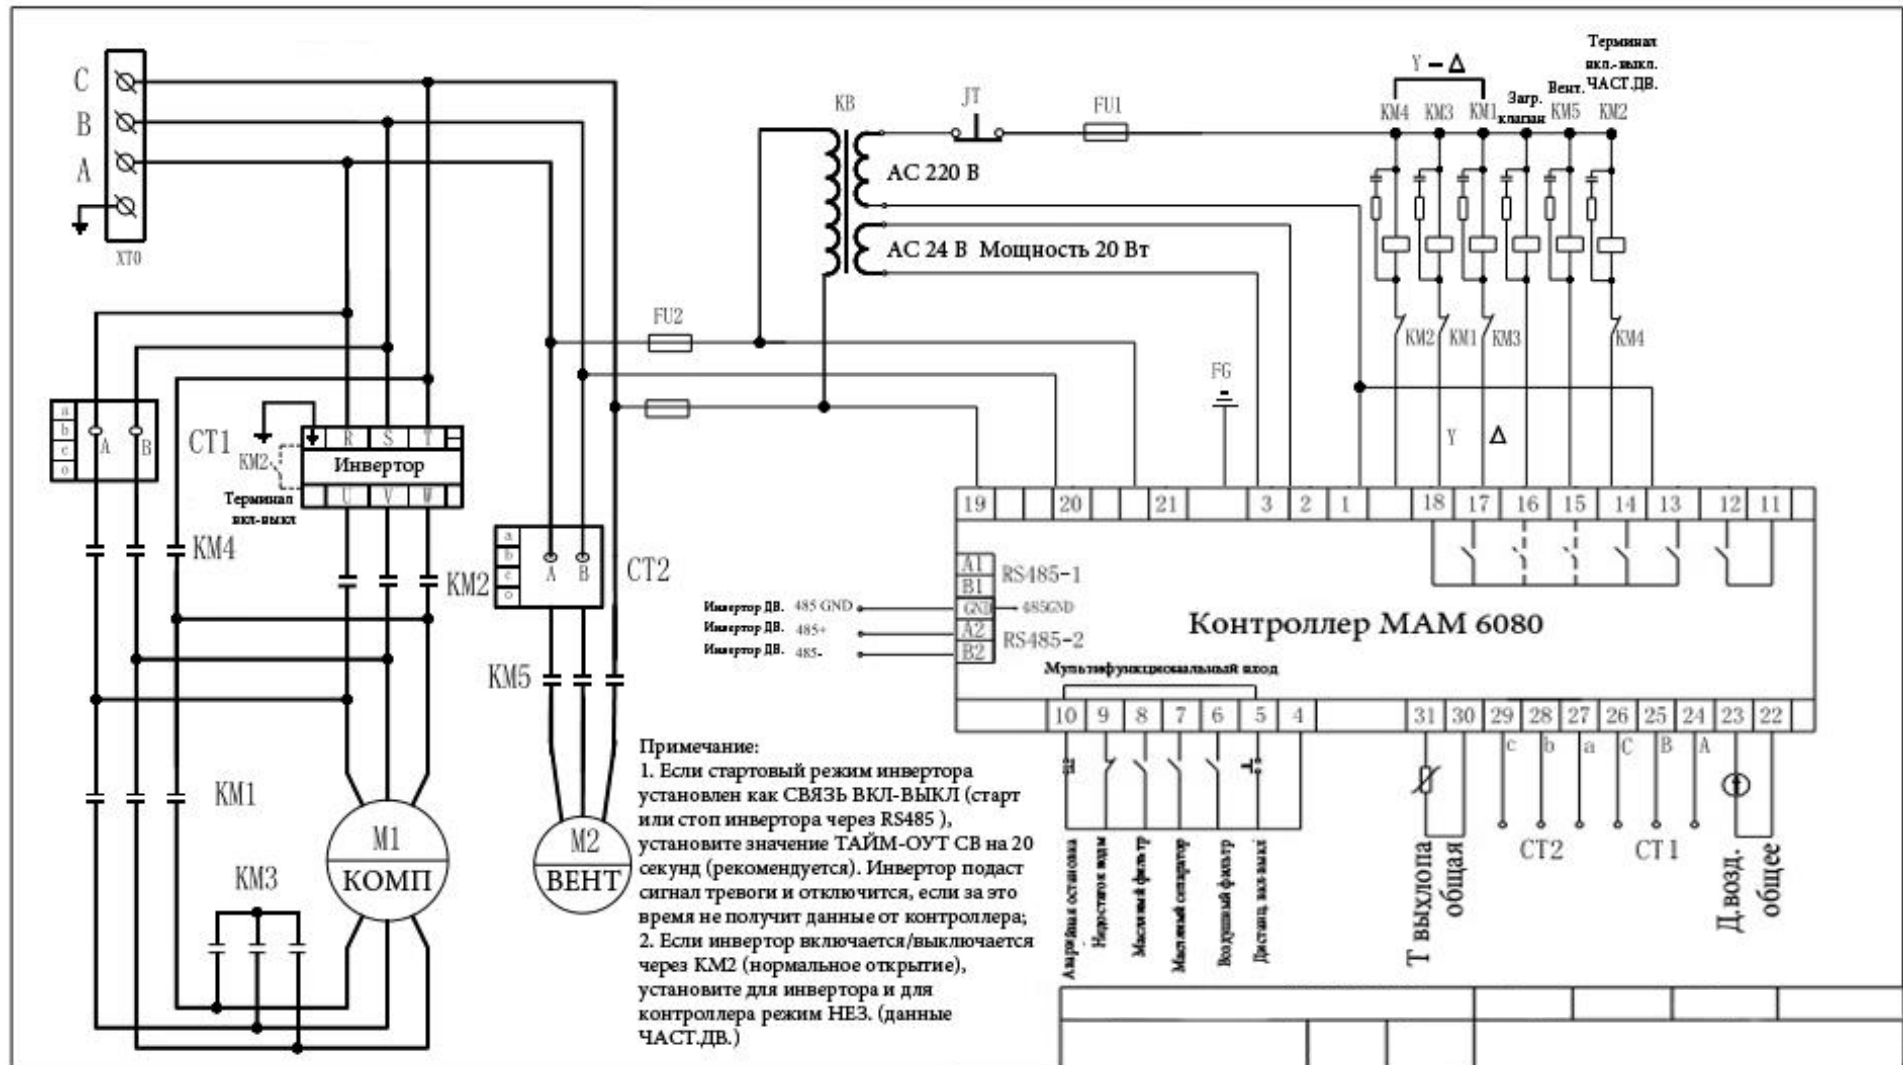 C
B
A
XT0
KB
JT
FU1
Y – Δ
Терминал
вкл.-выкл.
ЧАСТ.ДВ.
KM4
KM3
KM1
Загр.
клапан
Вент.
KM5
KM2
AC 220 В
AC 24 В Мощность 20 Вт
FU2
FG
KM2
KM1
KM3
KM4
Y
Δ
a
b
c
o
A
B
CT1
KM2
R
S
T
Инвертор
U
V
W
Терминал
вкл-выкл
KM4
KM2
a
b
c
o
A
B
CT2
KM5
KM1
KM3
M1
КОМП
M2
ВЕНТ
19
20
21
3
2
1
18
17
16
15
14
13
12
11
A1
B1
RS485-1
GND
485GND
A2
B2
RS485-2
Инвертор ДВ. 485 GND
Инвертор ДВ. 485+
Инвертор ДВ. 485-
Контроллер МАМ 6080
Мультифункциональный вход
10
9
8
7
6
5
4
31
30
29
28
27
26
25
24
23
22
c
b
a
C
B
A
CT2
CT1
Аварийная остановка
Недостаток воды
Масляный фильтр
Масляный сепаратор
Воздушный фильтр
Дистанц. вкл-выкл
Т выхлопа
общая
Д.возд.
общее
Примечание:
1. Если стартовый режим инвертора
установлен как СВЯЗЬ ВКЛ-ВЫКЛ (старт
или стоп инвертора через RS485 ),
установите значение ТАЙМ-ОУТ СВ на 20
секунд (рекомендуется). Инвертор подаст
сигнал тревоги и отключится, если за это
время не получит данные от контроллера;
2. Если инвертор включается/выключается
через КМ2 (нормальное открытие),
установите для инвертора и для
контроллера режим НЕЗ. (данные
ЧАСТ.ДВ.)